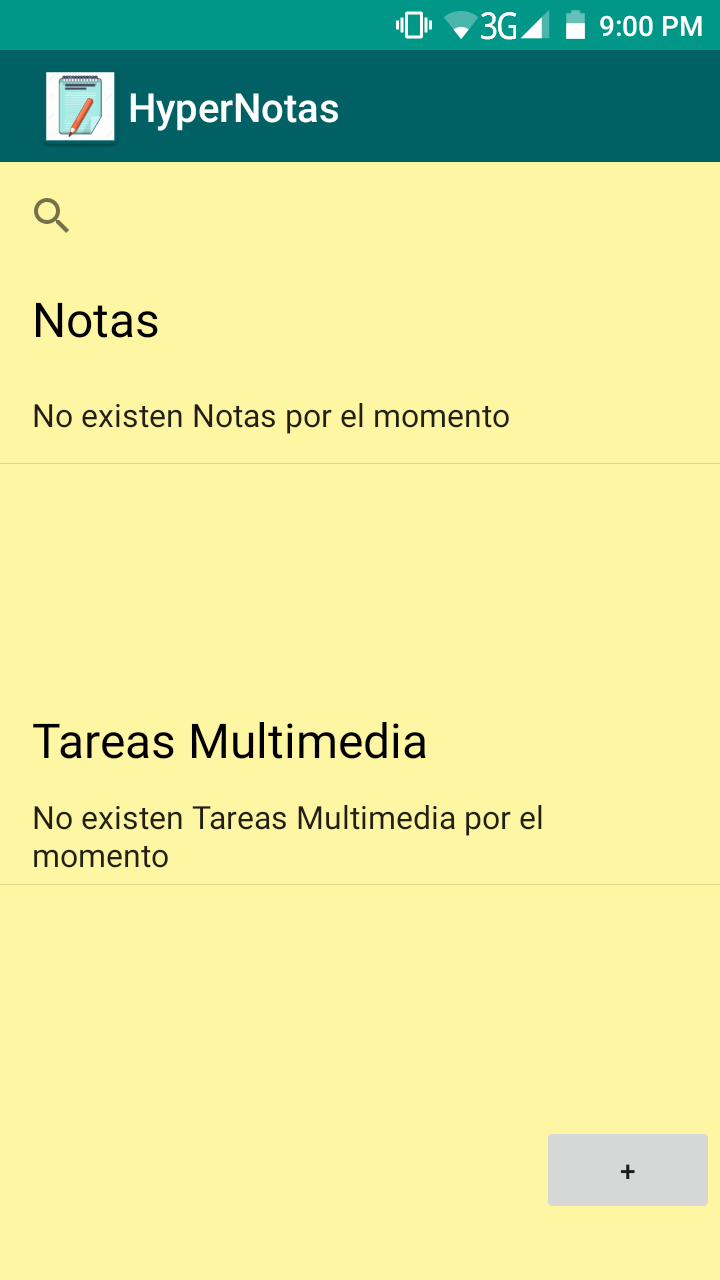 3G 9:00 PM
HyperNotas
Notas
No existen Notas por el momento
Tareas Multimedia
No existen Tareas Multimedia por el
momento
+